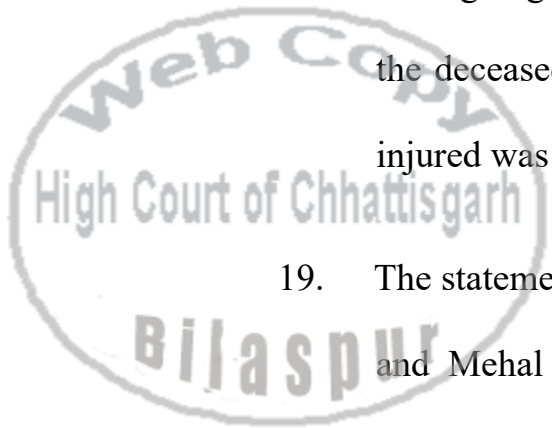 Web Copy
the deceased
injured was
High Court of Chhattisgarh
19. The stateme
Bilaspur
and Mehal